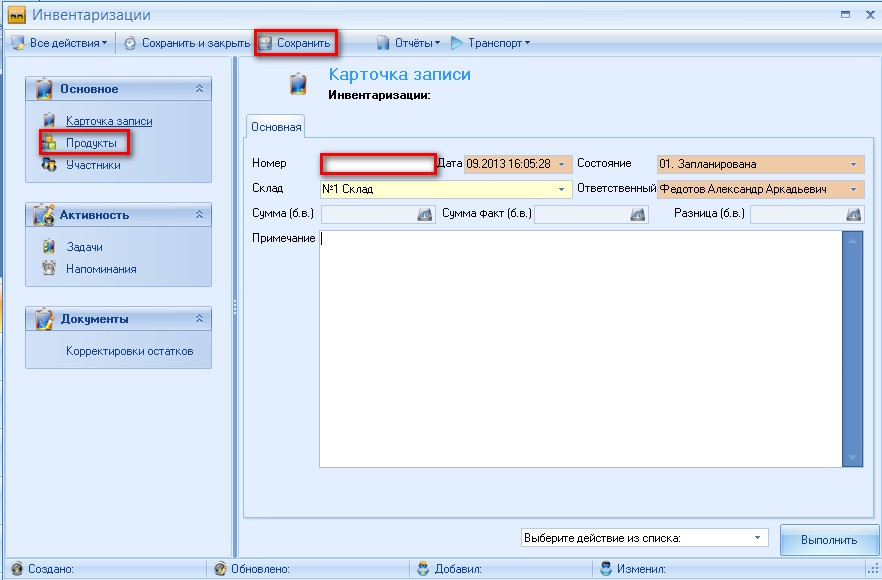 Инвентаризации
Все действия Сохранить и закрыть Сохранить Отчёты Транспорт
Основное
Карточка записи
Продукты
Участники
Активность
Задачи
Напоминания
Документы
Корректировки остатков
Карточка записи
Инвентаризации:
Основная
Номер Дата 09.2013 16:05:28 Состояние 01. Запланирована
Склад №1 Склад Ответственный Федотов Александр Аркадьевич
Сумма (б.в.) Сумма Факт (б.в.) Разница (б.в.)
Примечание
Выберите действие из списка: Выполнить
Создано: Обновлено: Добавил: Изменил: